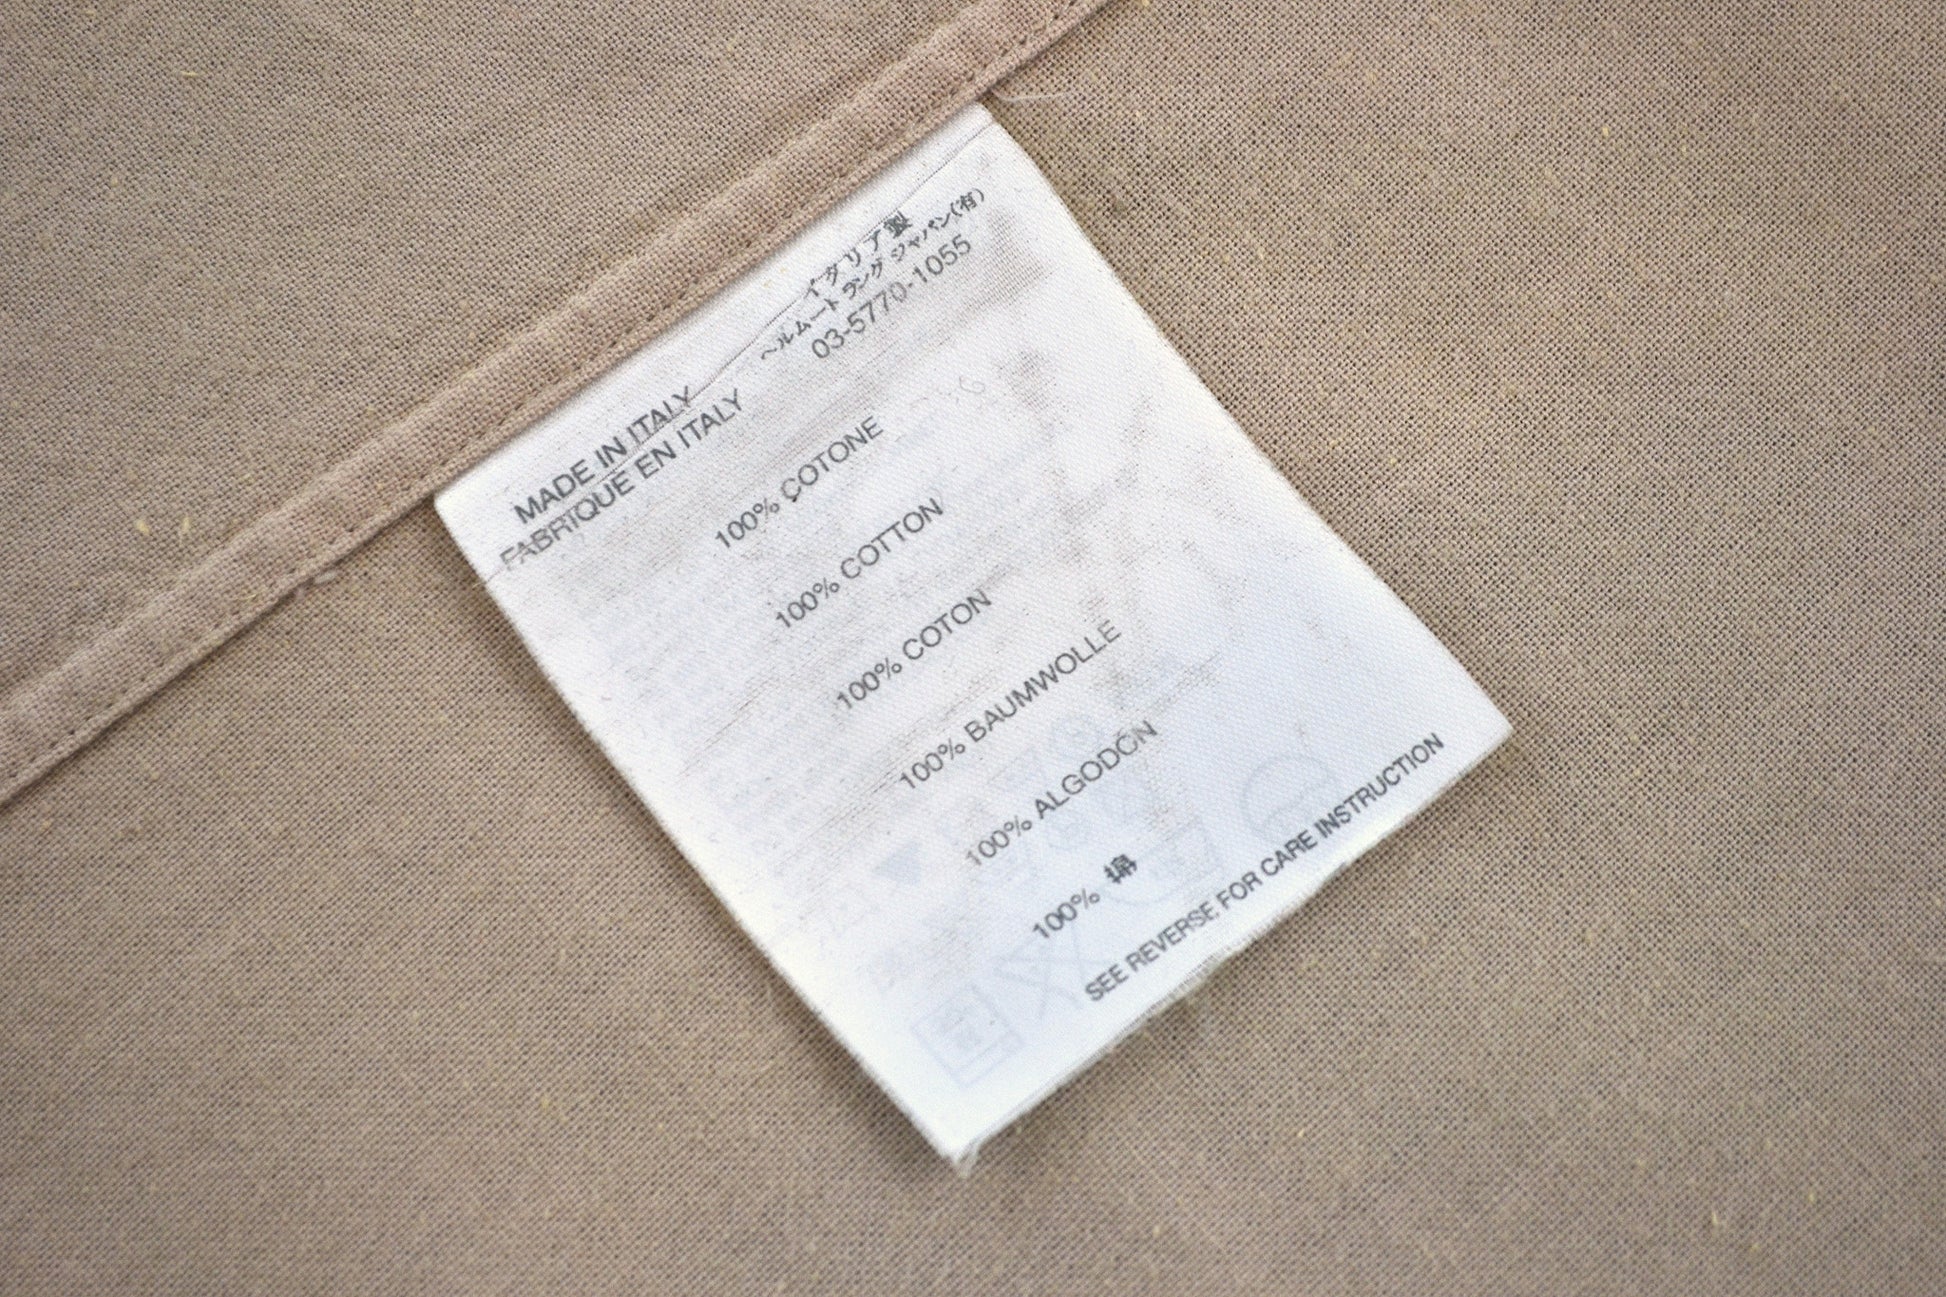 MADE IN ITALY
FABRIQUE EN ITALY
イタリア製
ヘルムート ラング ジャパン(有)
03-5770-1055
100% COTONE
100% COTTON
100% COTON
100% BAUMWOLLE
100% ALGODÓN
100% 綿
SEE REVERSE FOR CARE INSTRUCTION